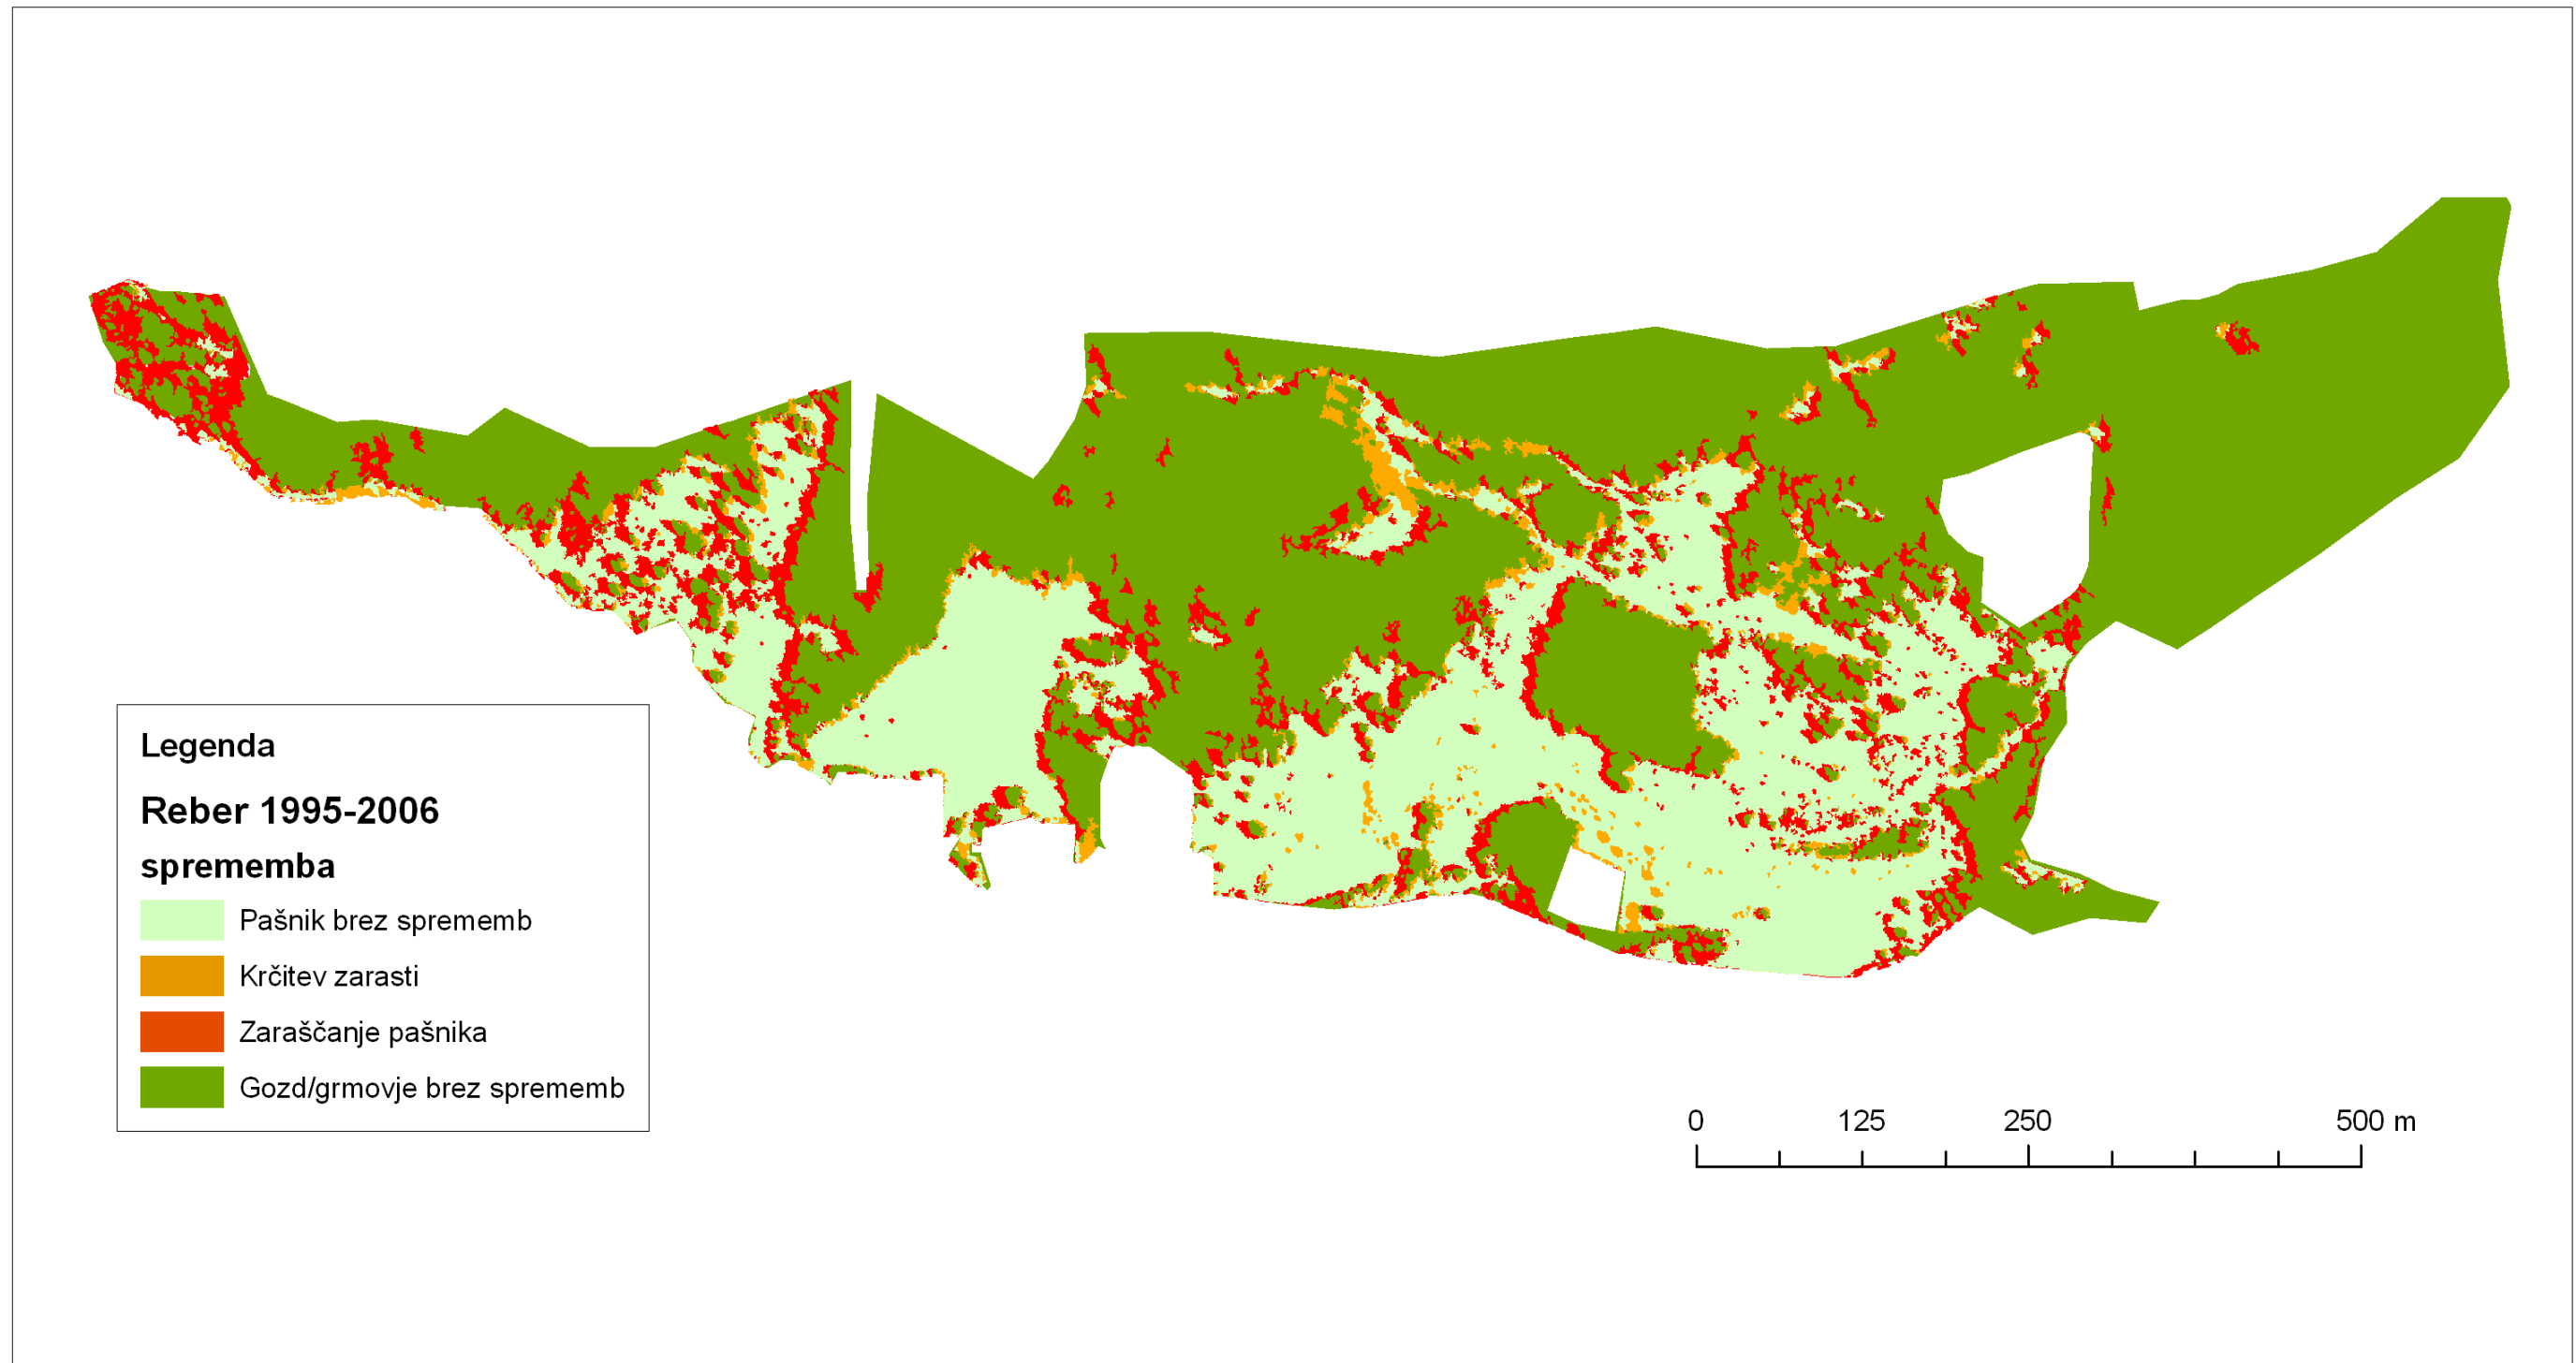 Legenda
Reber 1995-2006
sprememba
Pašnik brez sprememb
Krčitev zarasti
Zaraščanje pašnika
Gozd/grmovje brez sprememb
0 125 250 500 m